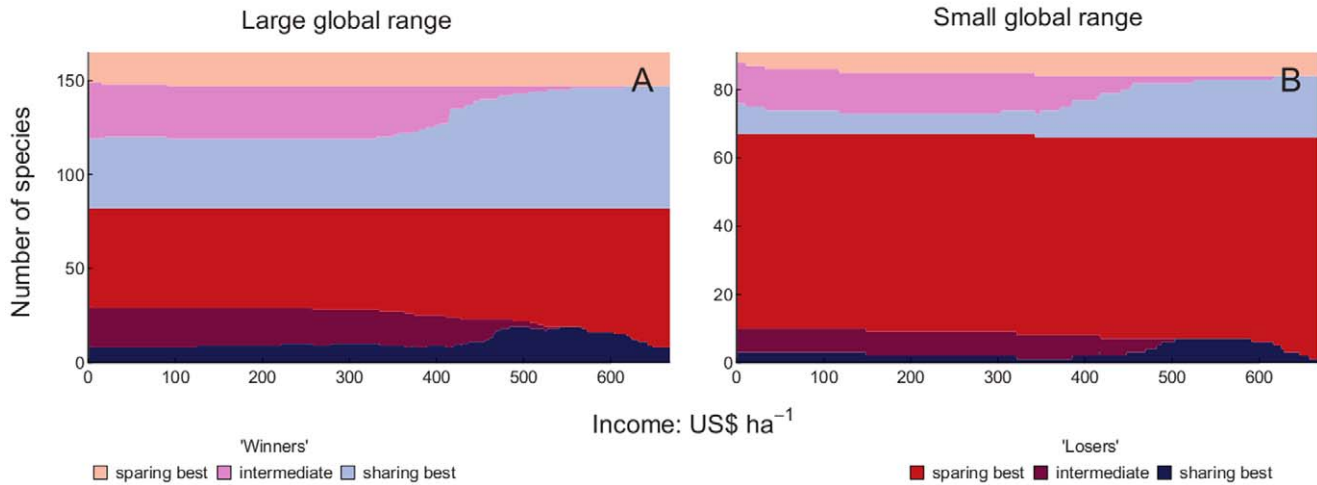 Large global range
Small global range
A
B
Number of species
150
100
50
0
80
60
40
20
0
0 100 200 300 400 500 600
0 100 200 300 400 500 600
Income: US$ ha⁻¹
'Winners'
sparing best intermediate sharing best
'Losers'
sparing best intermediate sharing best